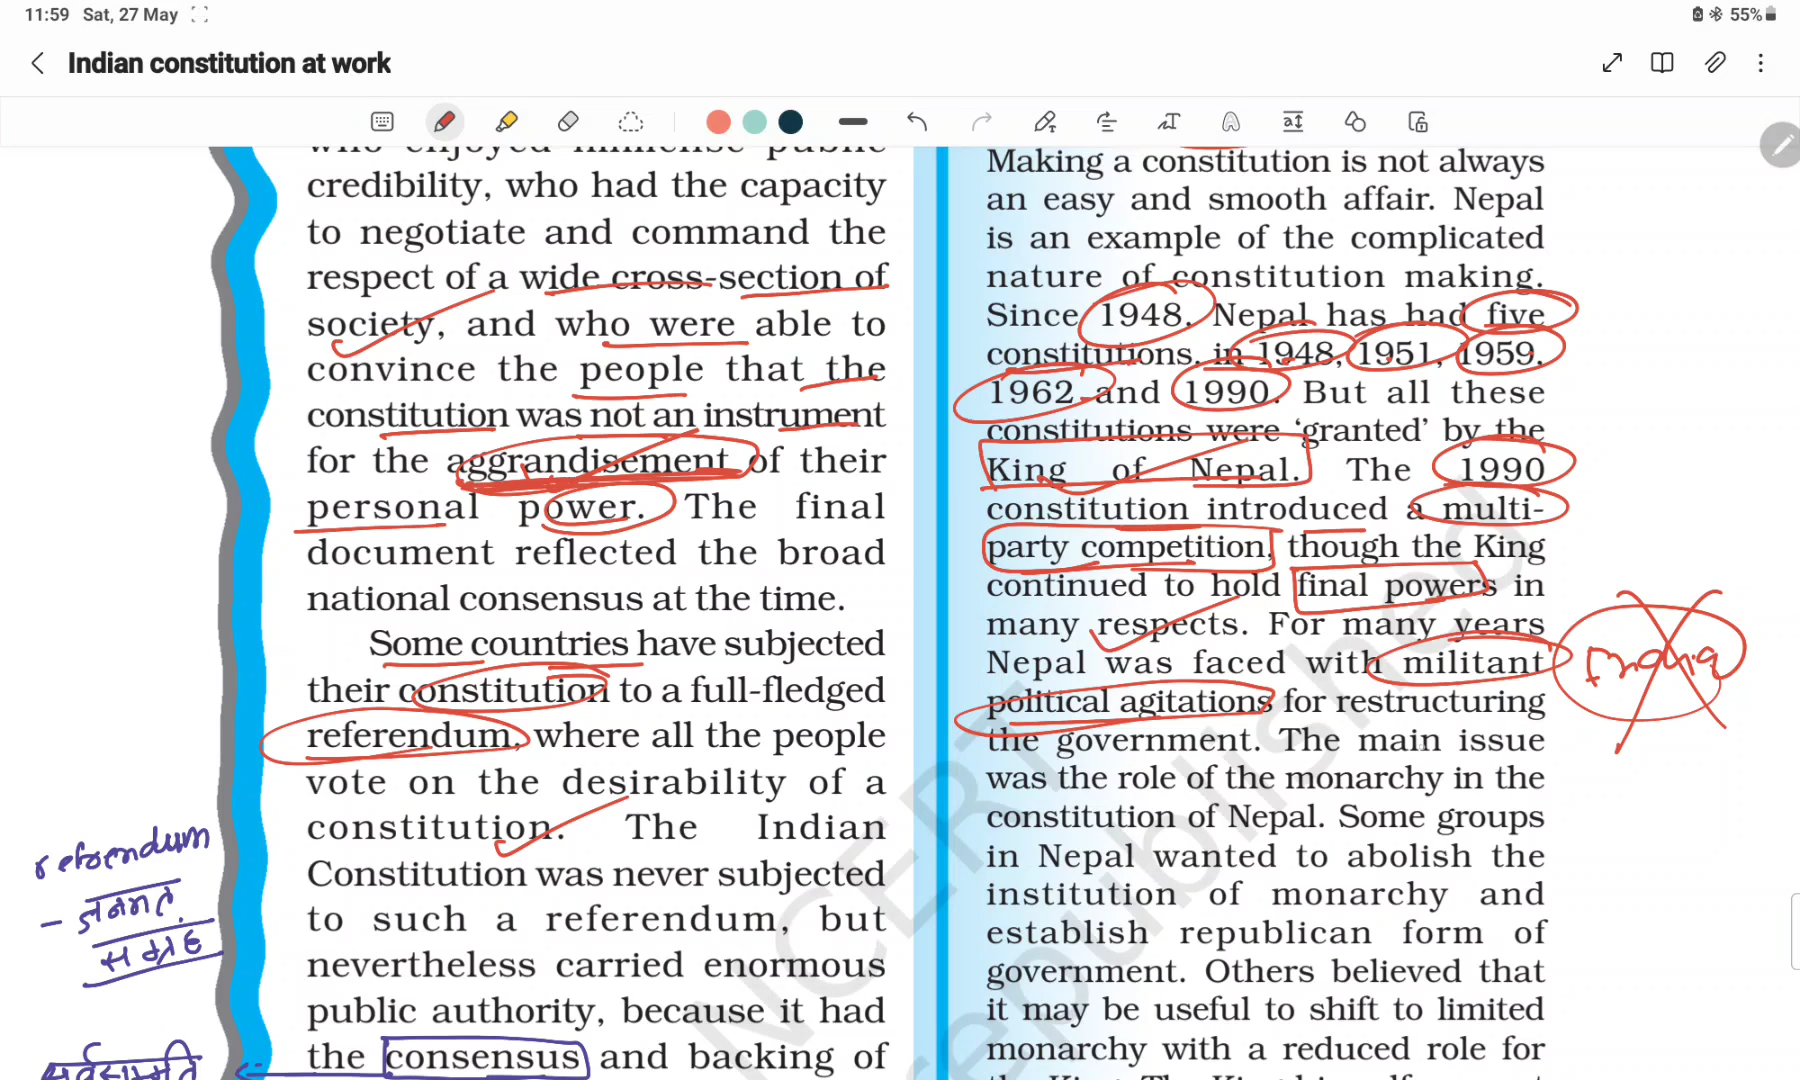 11:59 Sat, 27 May
55%
Indian constitution at work
who enjoyed immense public
credibility, who had the capacity
to negotiate and command the
respect of a wide cross-section of
society, and who were able to
convince the people that the
constitution was not an instrument
for the aggrandisement of their
personal power. The final
document reflected the broad
national consensus at the time.
Some countries have subjected
their constitution to a full-fledged
referendum, where all the people
vote on the desirability of a
constitution. The Indian
Constitution was never subjected
to such a referendum, but
nevertheless carried enormous
public authority, because it had
the consensus and backing of
referendum
- जनमत
संग्रह
सर्वसम्मति
Making a constitution is not always
an easy and smooth affair. Nepal
is an example of the complicated
nature of constitution making.
Since 1948, Nepal has had five
constitutions, in 1948, 1951, 1959,
1962 and 1990. But all these
constitutions were ‘granted’ by the
King of Nepal. The 1990
constitution introduced a multi-
party competition, though the King
continued to hold final powers in
many respects. For many years
Nepal was faced with militant
political agitations for restructuring
the government. The main issue
was the role of the monarchy in the
constitution of Nepal. Some groups
in Nepal wanted to abolish the
institution of monarchy and
establish republican form of
government. Others believed that
it may be useful to shift to limited
monarchy with a reduced role for
NCERT
republished